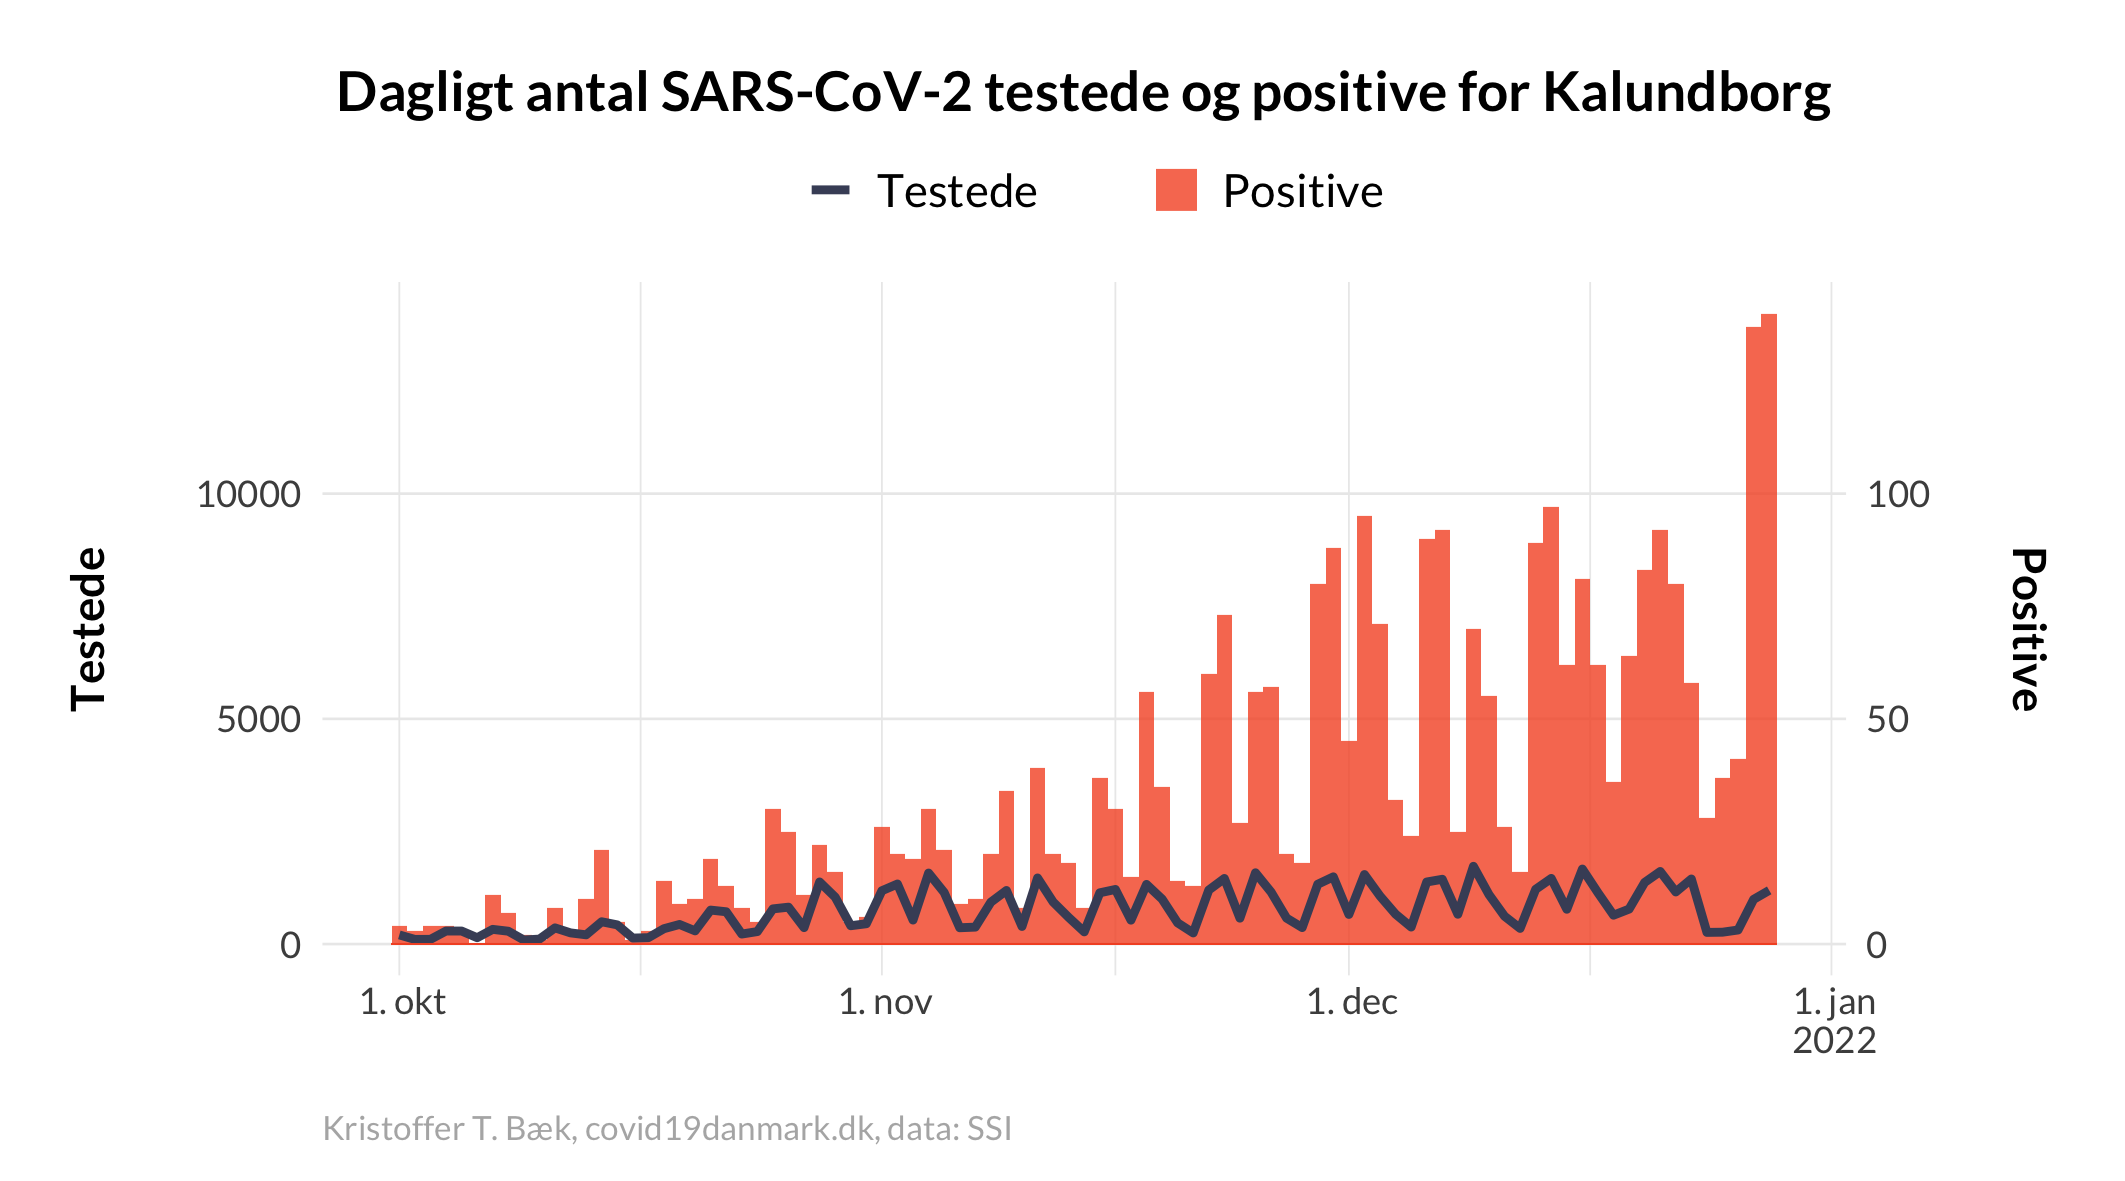 Dagligt antal SARS-CoV-2 testede og positive for Kalundborg
Testede
Positive
10000
5000
0
Testede
100
50
0
Positive
1. okt
1. nov
1. dec
1. jan
2022
Kristoffer T. Bæk, covid19danmark.dk, data: SSI